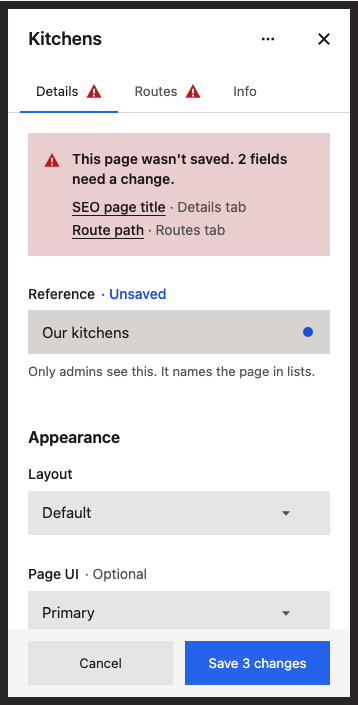 Kitchens
Details
Routes
Info
This page wasn't saved. 2 fields
need a change.
SEO page title · Details tab
Route path · Routes tab
Reference · Unsaved
Our kitchens
Only admins see this. It names the page in lists.
Appearance
Layout
Default
Page UI · Optional
Primary
Cancel
Save 3 changes